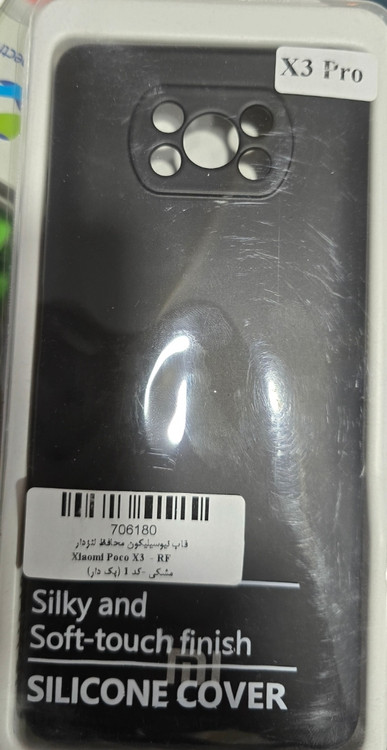 X3 Pro
706180
قاب لیوسیلیکون محافظ لنزدار
Xiaomi Poco X3 - RF
مشکی -کد 1 (پک دار)
Silky and
Soft-touch finish
mi
SILICONE COVER